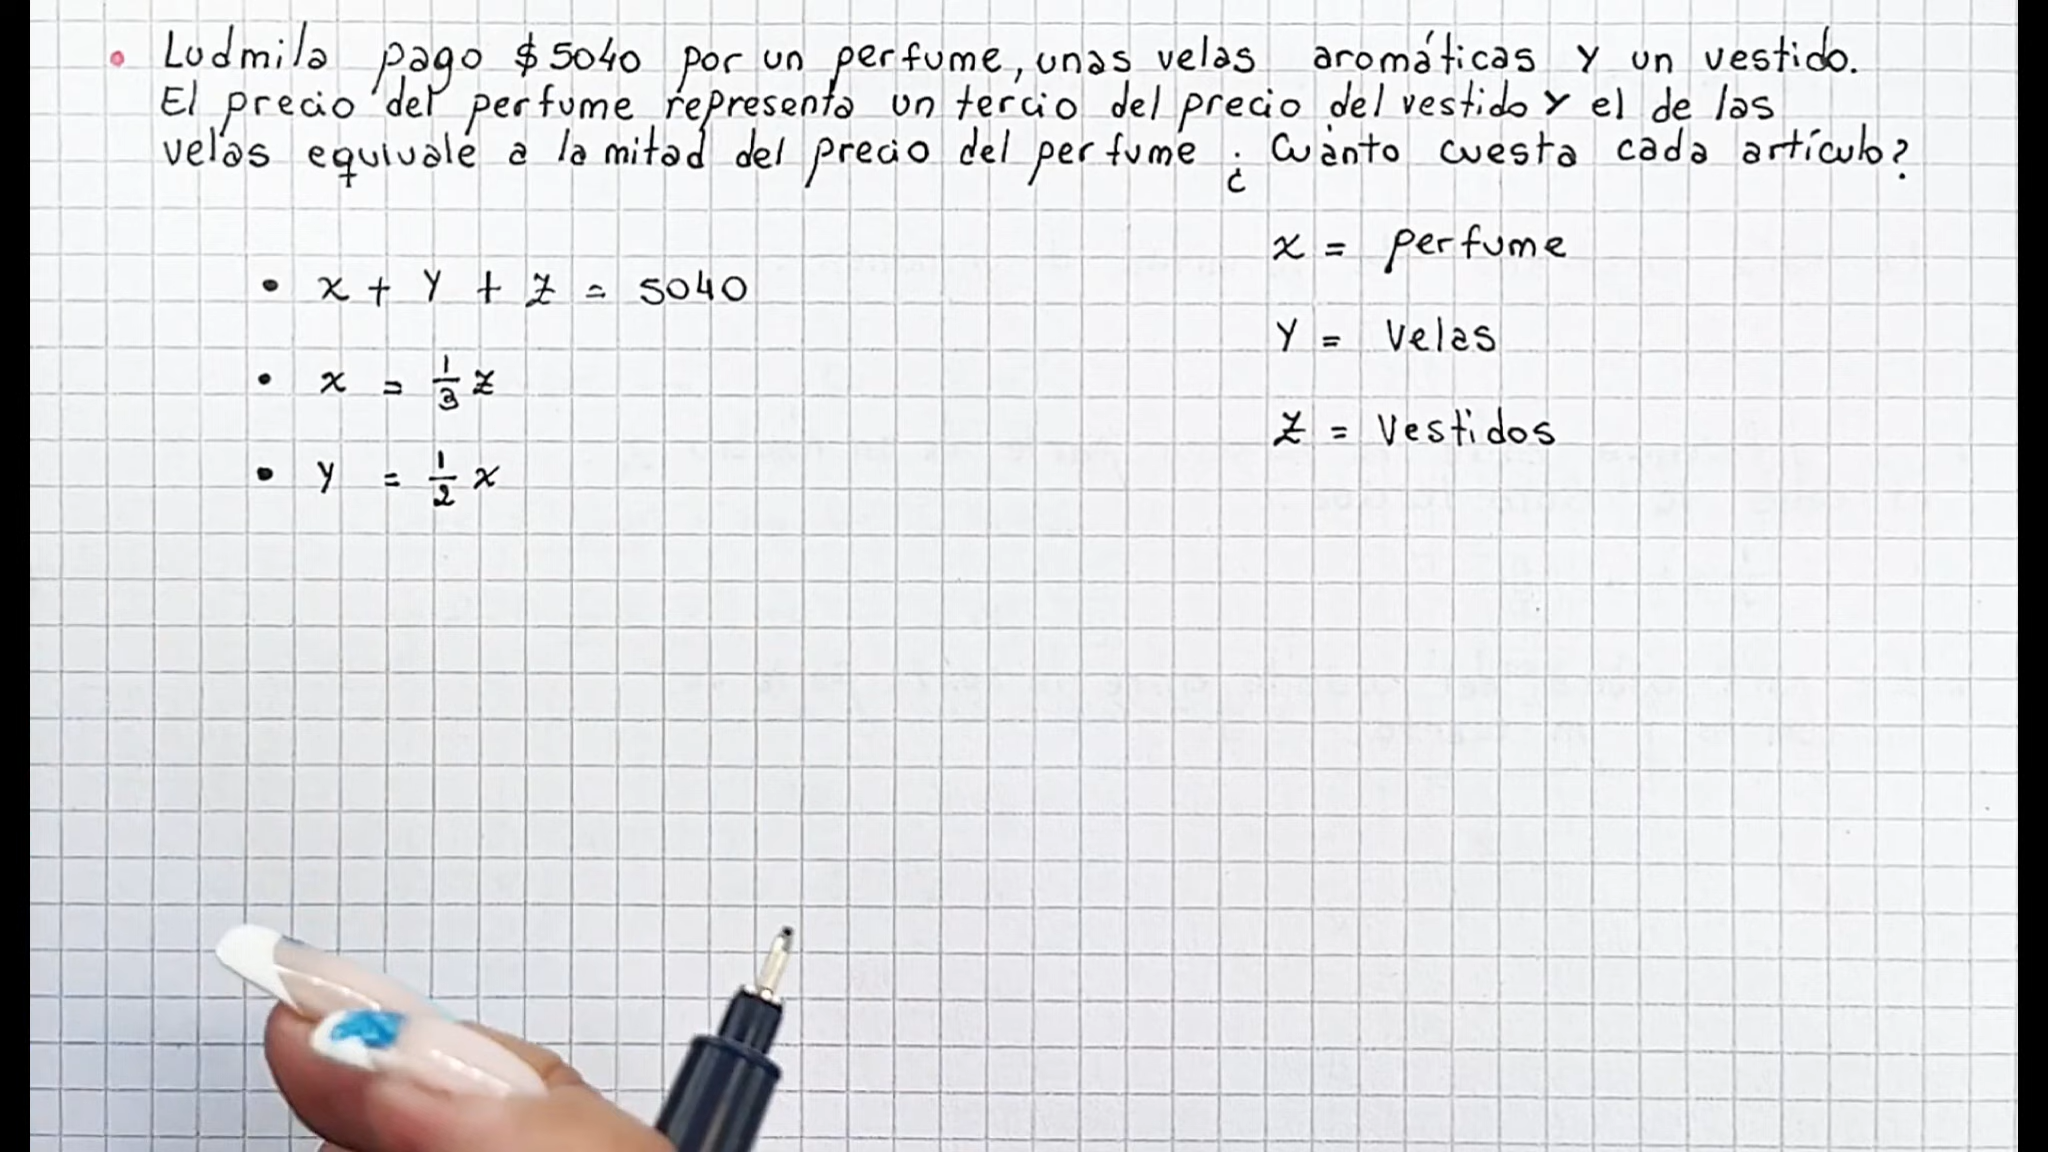 Ludmila pago $5040 por un perfume, unas velas aromáticas y un vestido.
El precio del perfume representa un tercio del precio del vestido y el de las
velas equivale a la mitad del precio del perfume ¿Cuánto cuesta cada artículo?
x = perfume
• x + y + z = 5040
y = velas
• x = 1/3 z
z = vestidos
• y = 1/2 x